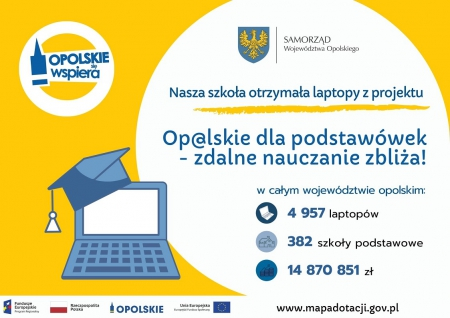 OPOLSKIE
się
wspiera
SAMORZĄD
Województwa Opolskiego
Nasza szkoła otrzymała laptopy z projektu
Op@lskie dla podstawówek
- zdalne nauczanie zbliża!
w całym województwie opolskim:
4 957 laptopów
382 szkoły podstawowe
14 870 851 zł
Fundusze
Europejskie
Program Regionalny
Rzeczpospolita
Polska
OPOLSKIE
Unia Europejska
Europejski Fundusz Społeczny
www.mapadotacji.gov.pl